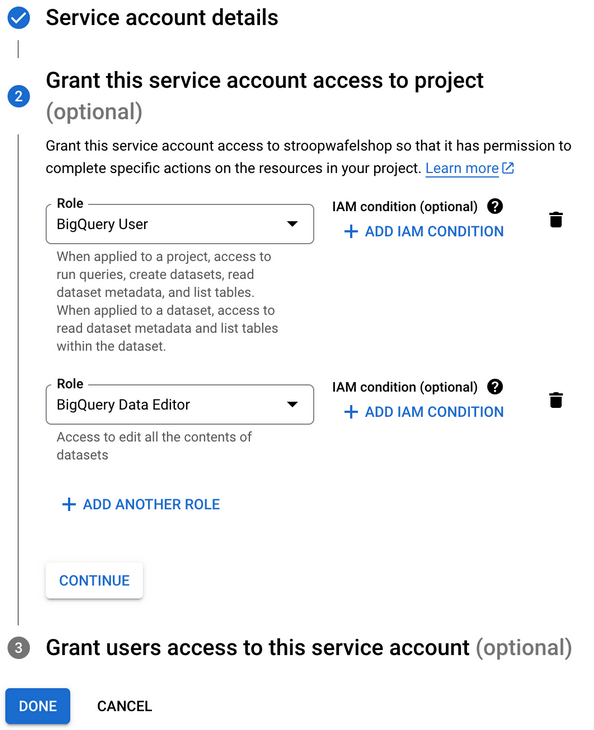 Service account details
2
Grant this service account access to project
(optional)
Grant this service account access to stroopwafelshop so that it has permission to
complete specific actions on the resources in your project. Learn more
Role
BigQuery User
IAM condition (optional) ?
+ ADD IAM CONDITION
When applied to a project, access to
run queries, create datasets, read
dataset metadata, and list tables.
When applied to a dataset, access to
read dataset metadata and list tables
within the dataset.
Role
BigQuery Data Editor
IAM condition (optional) ?
+ ADD IAM CONDITION
Access to edit all the contents of
datasets
+ ADD ANOTHER ROLE
CONTINUE
3
Grant users access to this service account (optional)
DONE CANCEL